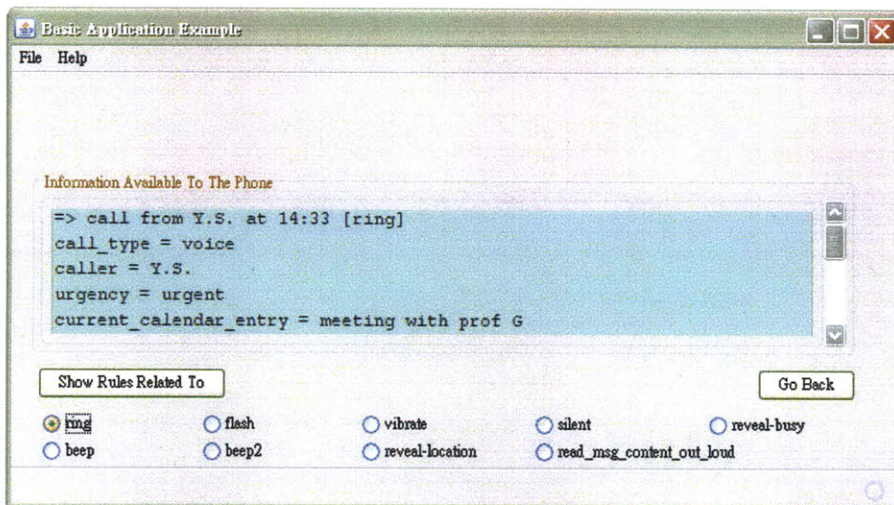 Basic Application Example
File Help
Information Available To The Phone
=> call from Y.S. at 14:33 [ring]
call_type = voice
caller = Y.S.
urgency = urgent
current_calendar_entry = meeting with prof G
Show Rules Related To
Go Back
ring flash vibrate silent reveal-busy
beep beep2 reveal-location read_msg_content_out_loud